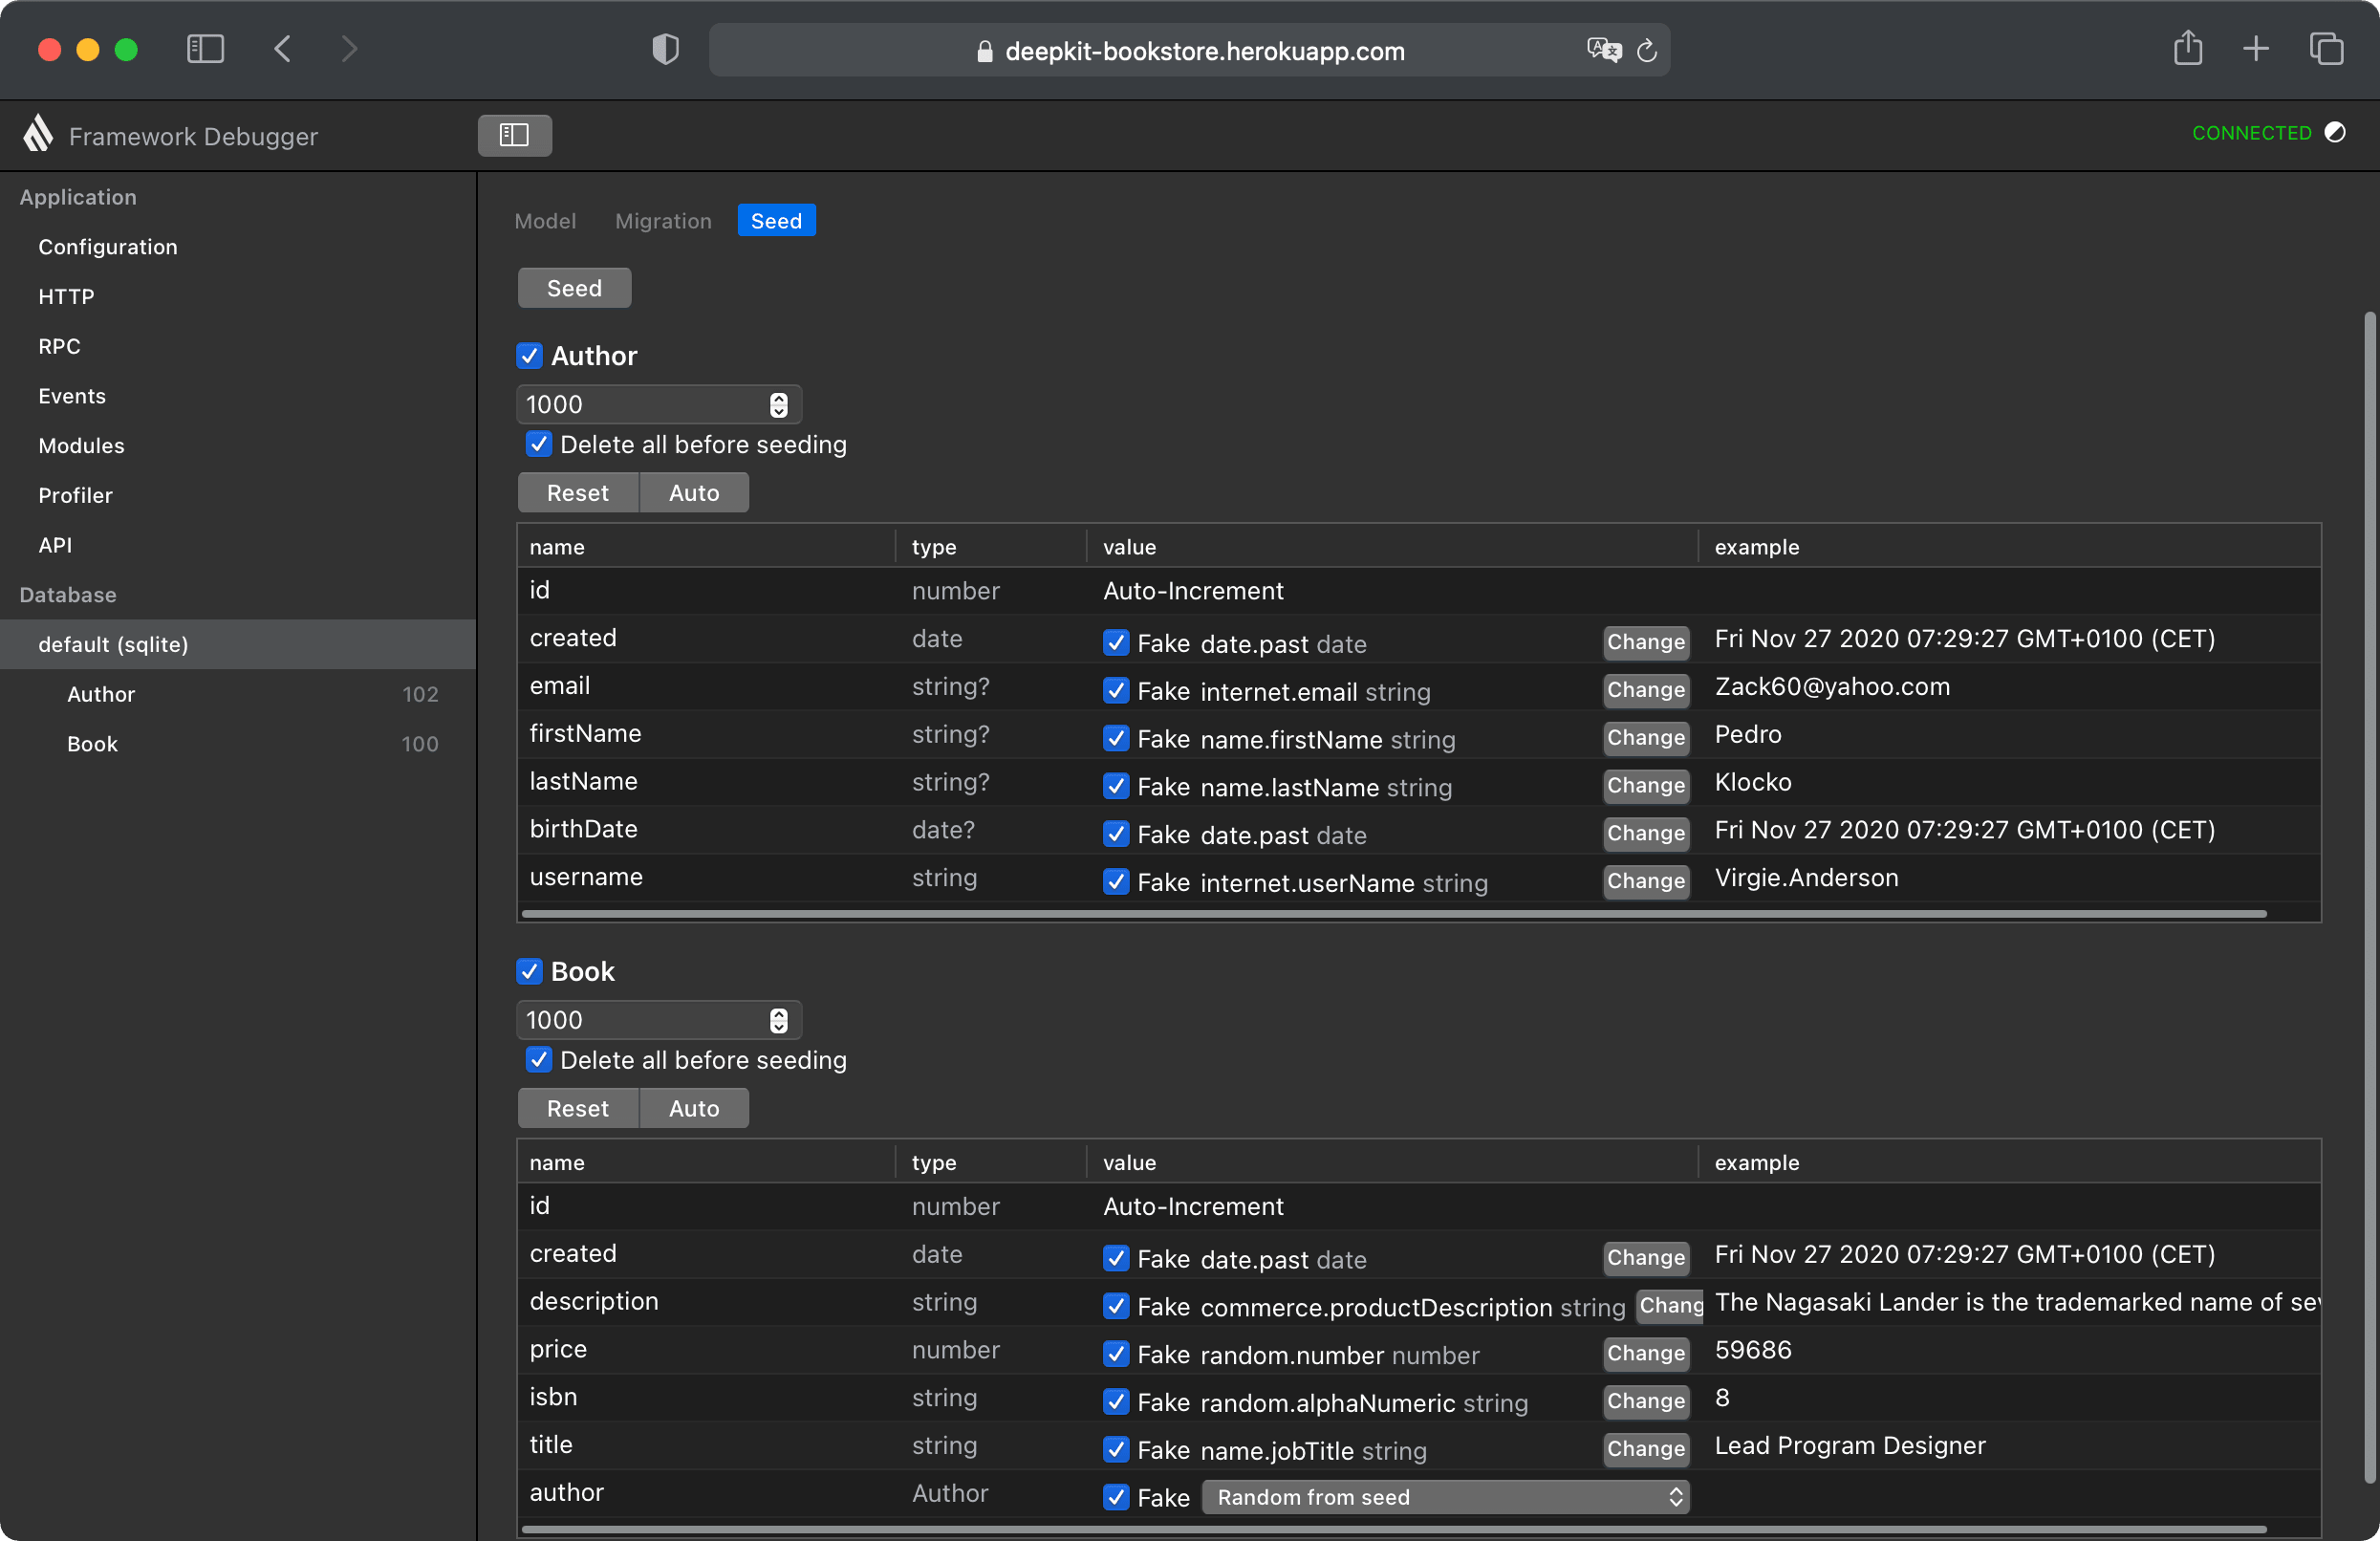 deepkit-bookstore.herokuapp.com
Framework Debugger
CONNECTED
Application
Configuration
HTTP
RPC
Events
Modules
Profiler
API
Database
default (sqlite)
Author 102
Book 100
Model Migration Seed
Seed
Author
1000
Delete all before seeding
Reset Auto
name type value example
id number Auto-Increment
created date Fake date.past date Change Fri Nov 27 2020 07:29:27 GMT+0100 (CET)
email string? Fake internet.email string Change Zack60@yahoo.com
firstName string? Fake name.firstName string Change Pedro
lastName string? Fake name.lastName string Change Klocko
birthDate date? Fake date.past date Change Fri Nov 27 2020 07:29:27 GMT+0100 (CET)
username string Fake internet.userName string Change Virgie.Anderson
Book
1000
Delete all before seeding
Reset Auto
name type value example
id number Auto-Increment
created date Fake date.past date Change Fri Nov 27 2020 07:29:27 GMT+0100 (CET)
description string Fake commerce.productDescription string Chang The Nagasaki Lander is the trademarked name of sev
price number Fake random.number number Change 59686
isbn string Fake random.alphaNumeric string Change 8
title string Fake name.jobTitle string Change Lead Program Designer
author Author Fake Random from seed